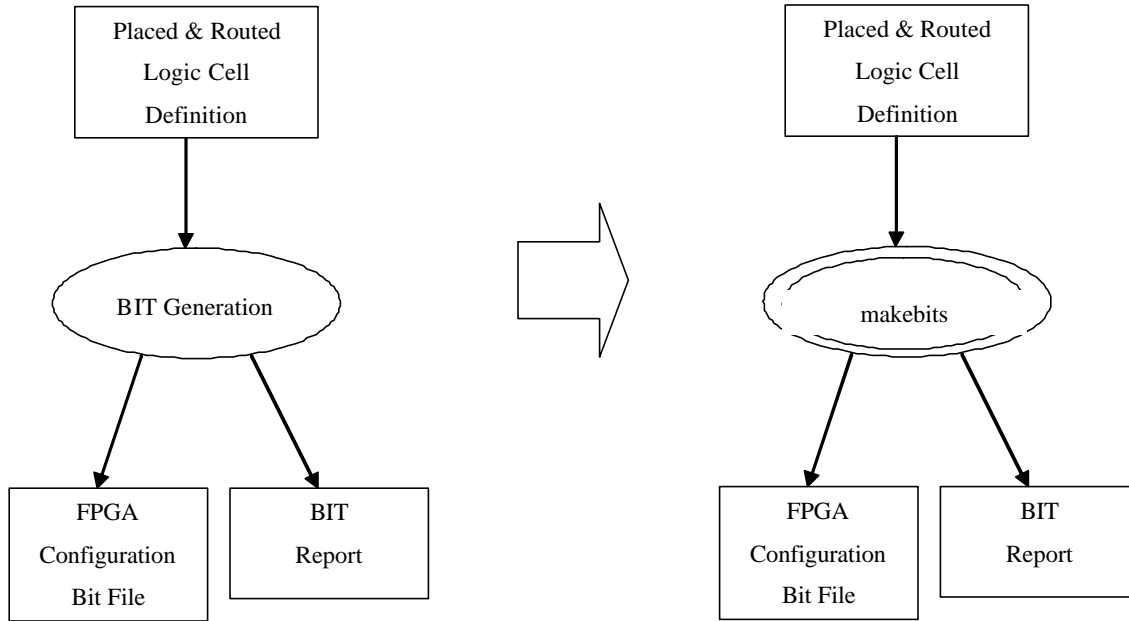 Placed & Routed
Logic Cell
Definition
BIT Generation
FPGA
Configuration
Bit File
BIT
Report
Placed & Routed
Logic Cell
Definition
makebits
FPGA
Configuration
Bit File
BIT
Report